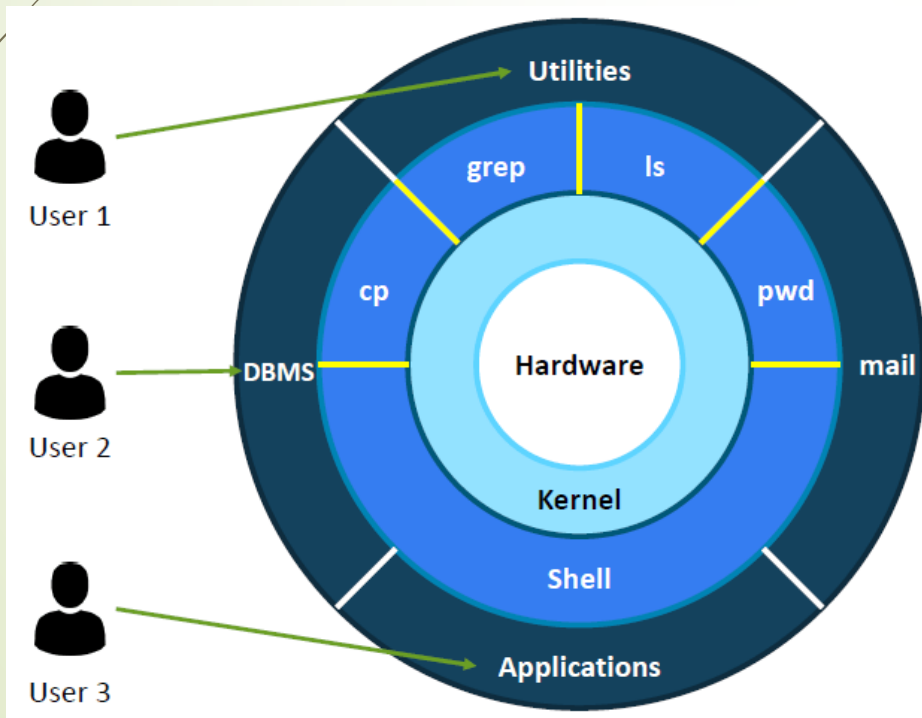 Utilities
User 1
grep
ls
cp
pwd
User 2
DBMS
Hardware
mail
Kernel
Shell
User 3
Applications